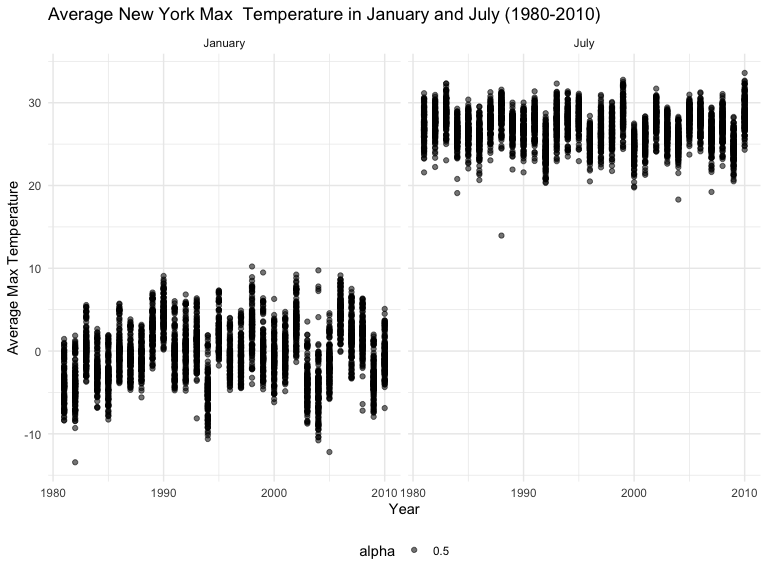 Average New York Max  Temperature in January and July (1980-2010)
January
July
30
20
10
0
-10
Average Max Temperature
1980
1990
2000
2010
1980
1990
2000
2010
Year
alpha
0.5